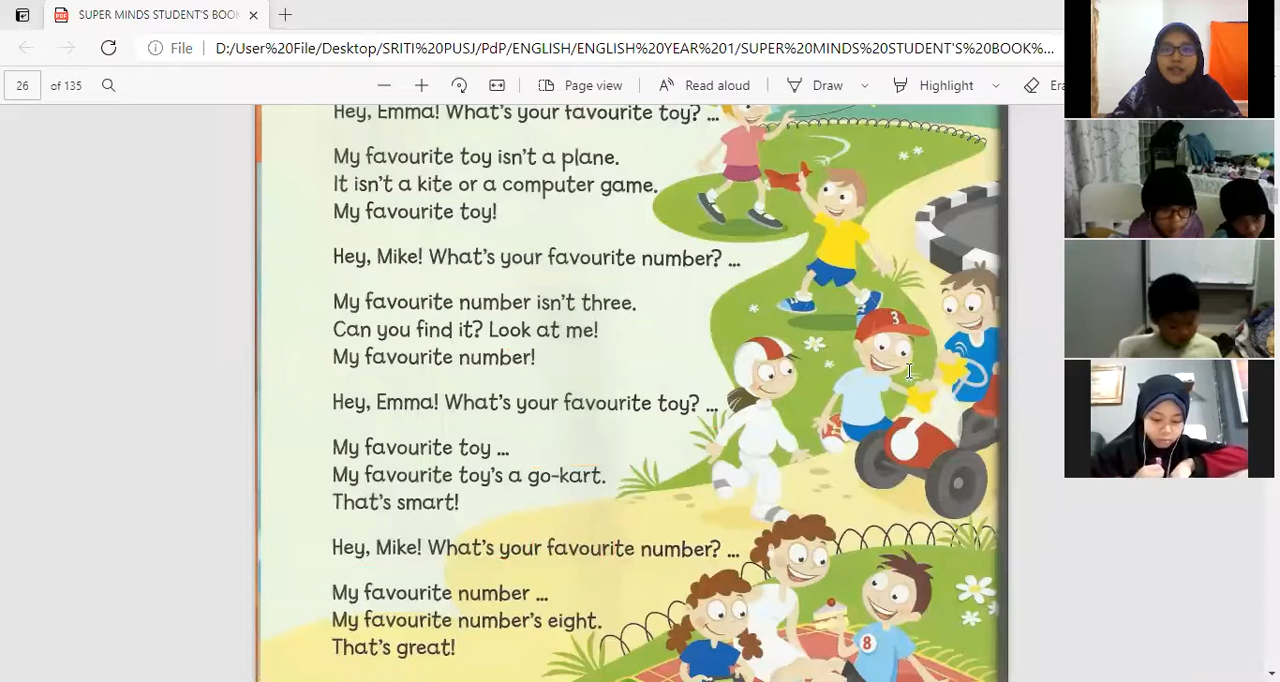 SUPER MINDS STUDENT'S BOOK
File
D:/User%20File/Desktop/SRITI%20PUSJ/PdP/ENGLISH/ENGLISH%20YEAR%201/SUPER%20MINDS%20STUDENT'S%20BOOK%...
26 of 135
Page view
Read aloud
Draw
Highlight
Era
Hey, Emma! What's your favourite toy? ...
My favourite toy isn't a plane.
It isn't a kite or a computer game.
My favourite toy!
Hey, Mike! What's your favourite number? ...
My favourite number isn't three.
Can you find it? Look at me!
My favourite number!
Hey, Emma! What's your favourite toy? ...
My favourite toy ...
My favourite toy's a go-kart.
That's smart!
Hey, Mike! What's your favourite number? ...
My favourite number ...
My favourite number's eight.
That's great!
3
8